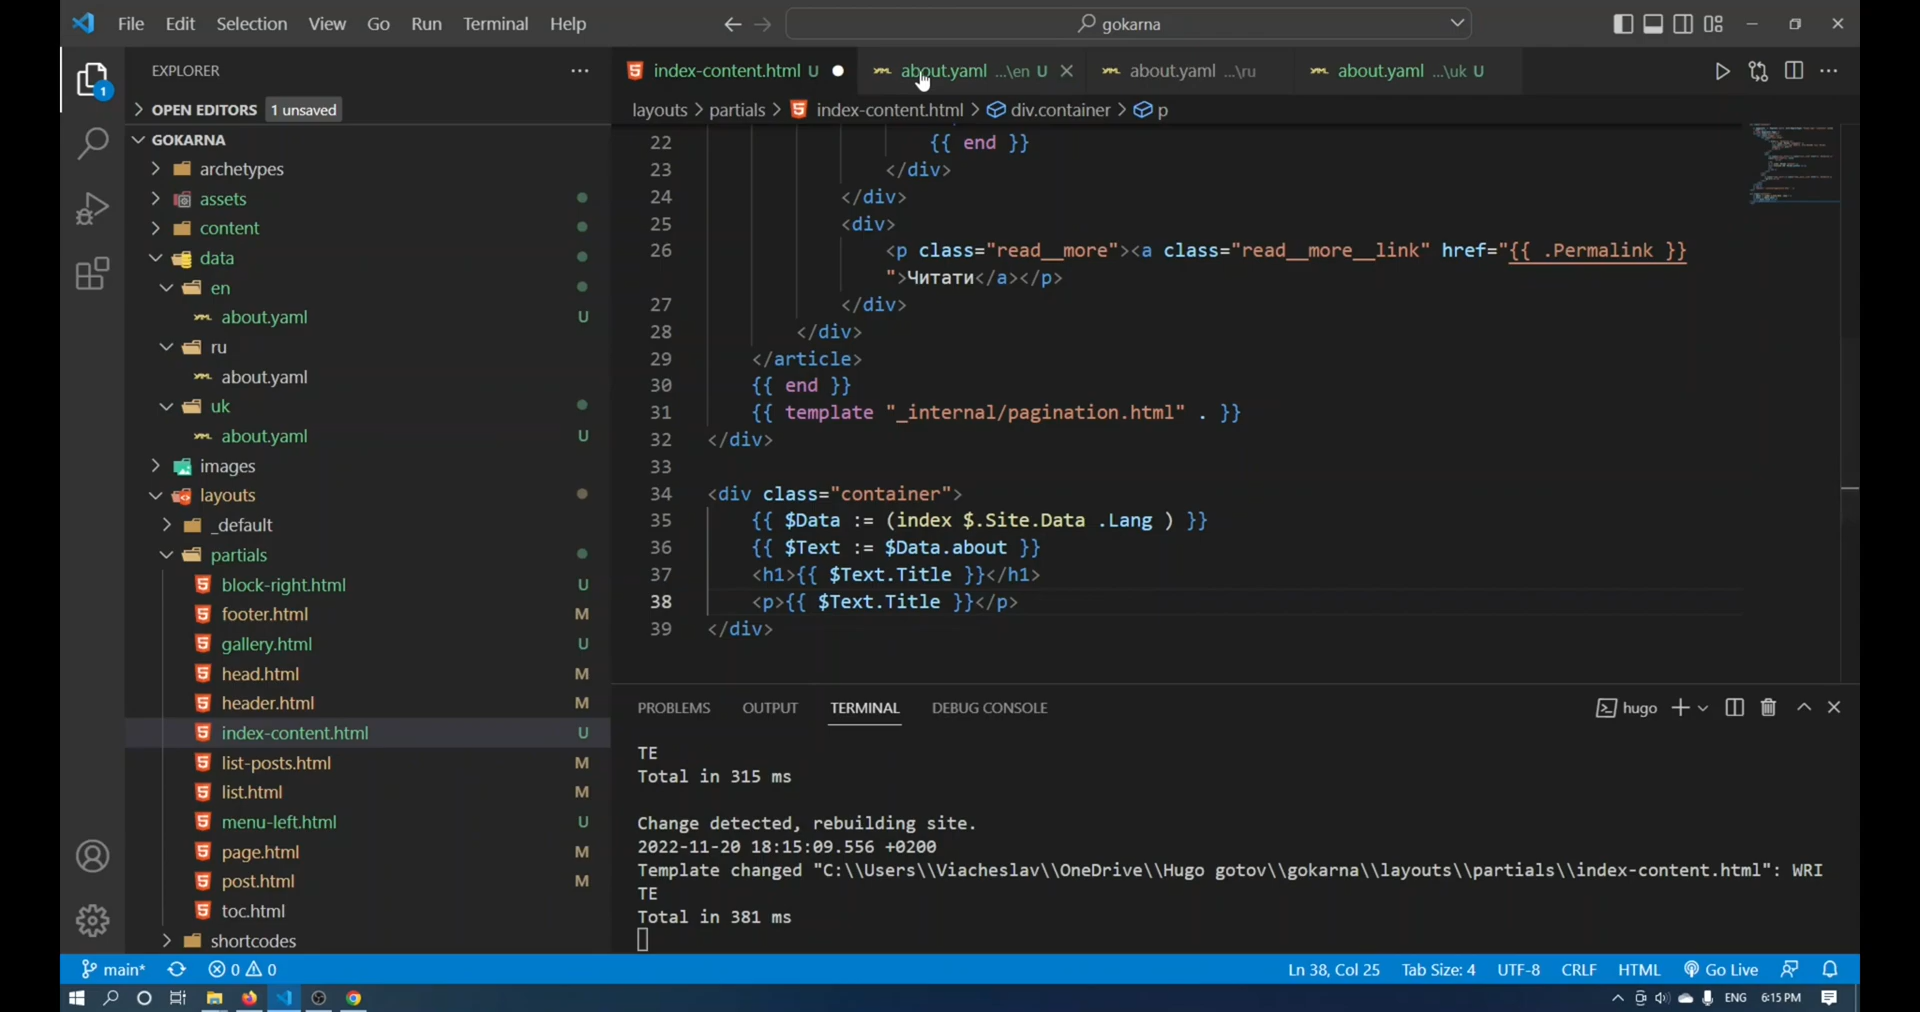 File Edit Selection View Go Run Terminal Help gokarna
EXPLORER
OPEN EDITORS 1 unsaved
GOKARNA
archetypes
assets
content
data
en
about.yaml U
ru
about.yaml
uk
about.yaml U
images
layouts
_default
partials
block-right.html U
footer.html M
gallery.html U
head.html M
header.html M
index-content.html U
list-posts.html M
list.html M
menu-left.html U
page.html M
post.html M
toc.html
shortcodes
1
index-content.html U about.yaml ...\en U about.yaml ...\ru about.yaml ...\uk U
layouts > partials > index-content.html > div.container > p
22 {{ end }}
23 </div>
24 </div>
25 <div>
26 <p class="read__more"><a class="read__more__link" href="{{ .Permalink }}
">Читати</a></p>
27 </div>
28 </div>
29 </article>
30 {{ end }}
31 {{ template "_internal/pagination.html" . }}
32 </div>
33
34 <div class="container">
35 {{ $Data := (index $.Site.Data .Lang ) }}
36 {{ $Text := $Data.about }}
37 <h1>{{ $Text.Title }}</h1>
38 <p>{{ $Text.Title }}</p>
39 </div>
PROBLEMS OUTPUT TERMINAL DEBUG CONSOLE hugo
TE
Total in 315 ms
Change detected, rebuilding site.
2022-11-20 18:15:09.556 +0200
Template changed "C:\\Users\\Viacheslav\\OneDrive\\Hugo gotov\\gokarna\\layouts\\partials\\index-content.html": WRI
TE
Total in 381 ms
main* 0 0 Ln 38, Col 25 Tab Size: 4 UTF-8 CRLF HTML Go Live
ENG 6:15 PM